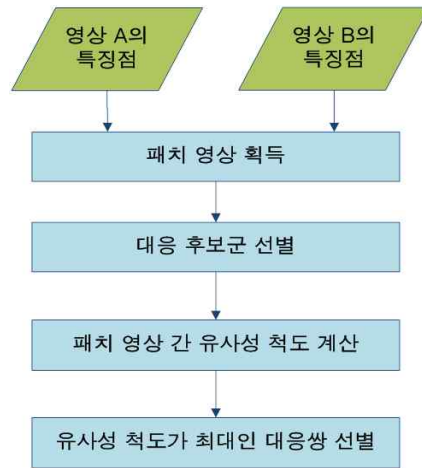 영상 A의
특징점
영상 B의
특징점
패치 영상 획득
대응 후보군 선별
패치 영상 간 유사성 척도 계산
유사성 척도가 최대인 대응쌍 선별